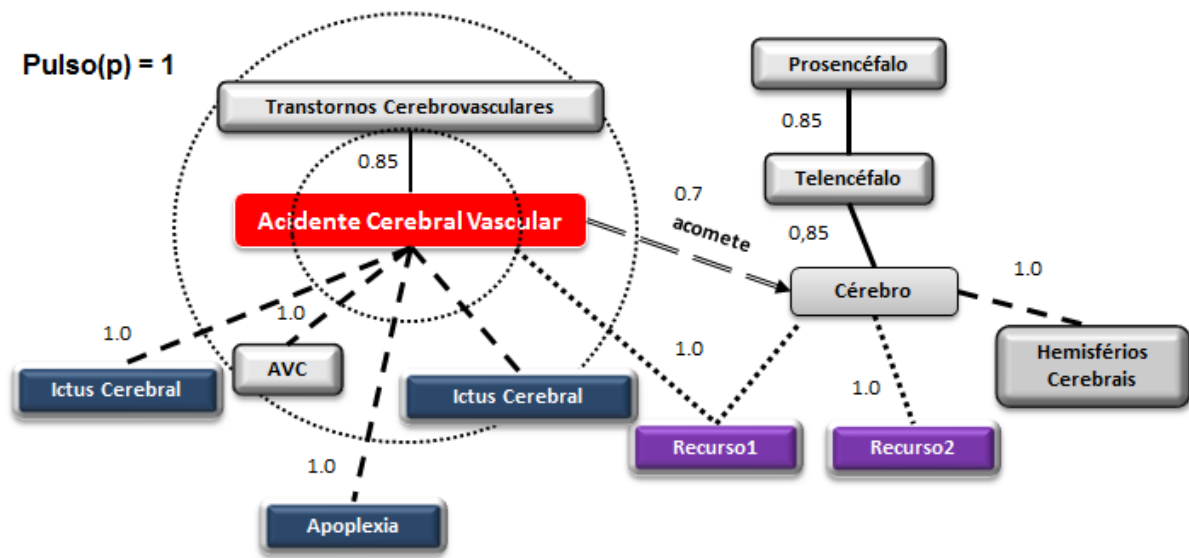 Pulso(p) = 1
Prosencéfalo
Transtornos Cerebrovasculares
0.85
0.85
Telencéfalo
0.7
acomete
Acidente Cerebral Vascular
0,85
1.0
Cérebro
1.0
1.0
1.0
Hemisférios
Cerebrais
AVC
Ictus Cerebral
Ictus Cerebral
1.0
Recurso1
Recurso2
1.0
Apoplexia